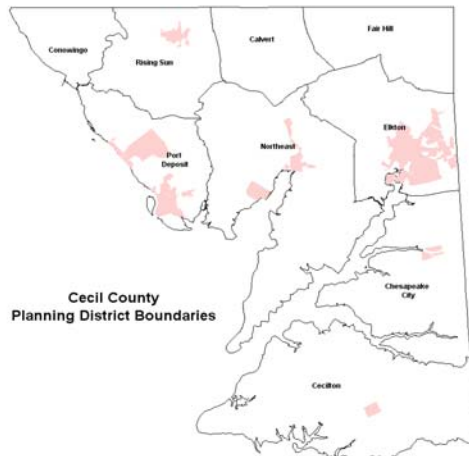 Fair Hill
Conowingo
Calvert
Rising Sun
Elkton
Northeast
Port
Deposit
Chesapeake
City
Cecil County
Planning District Boundaries
Cecilton